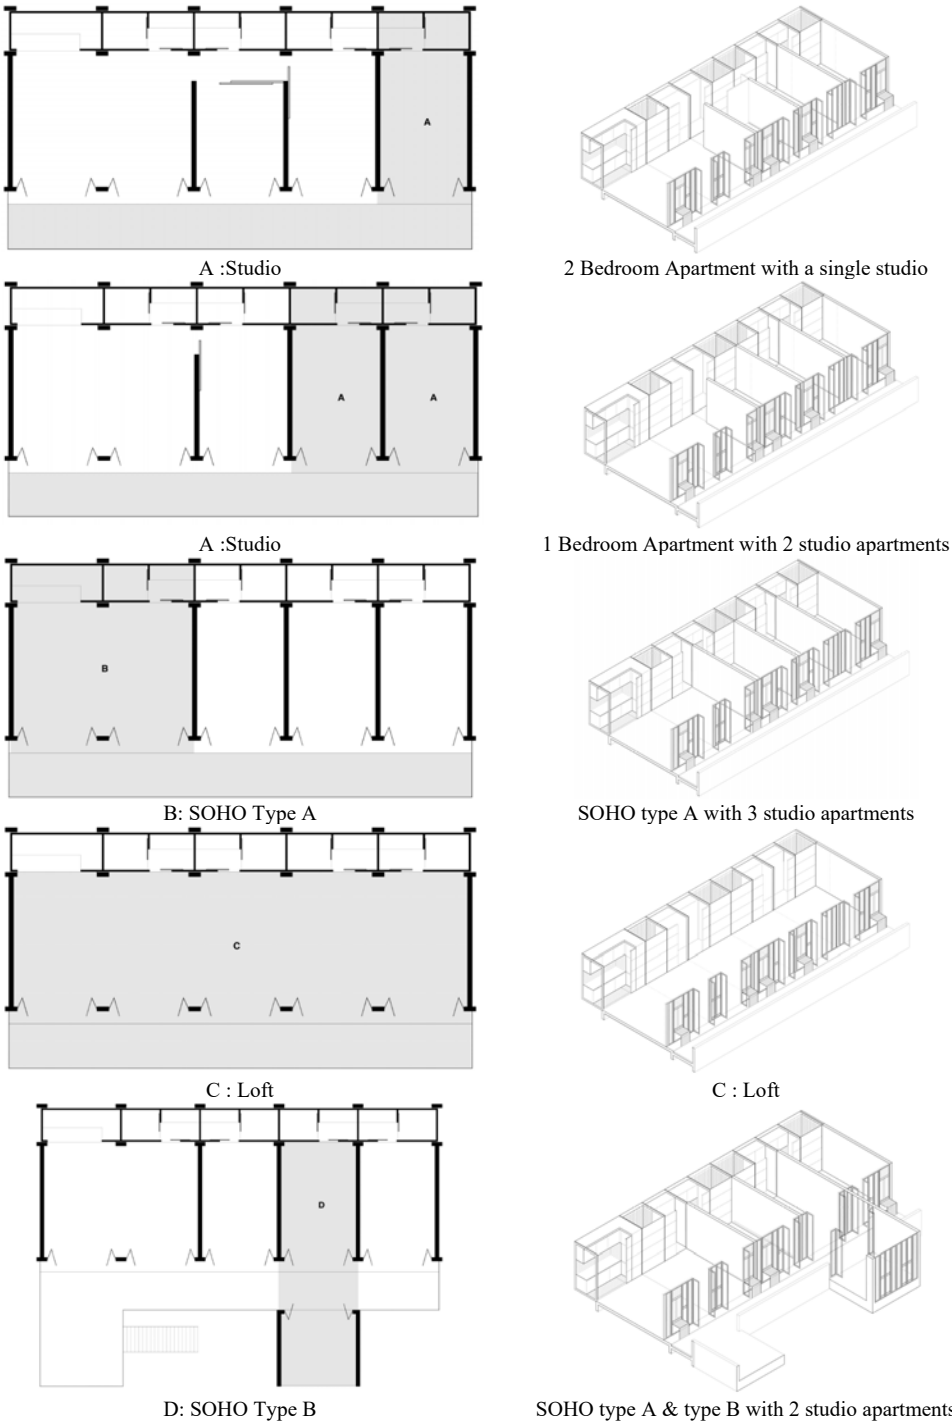 A
A :Studio 2 Bedroom Apartment with a single studio
A A
A :Studio 1 Bedroom Apartment with 2 studio apartments
B
B: SOHO Type A SOHO type A with 3 studio apartments
C
C : Loft C : Loft
D
D: SOHO Type B SOHO type A & type B with 2 studio apartments